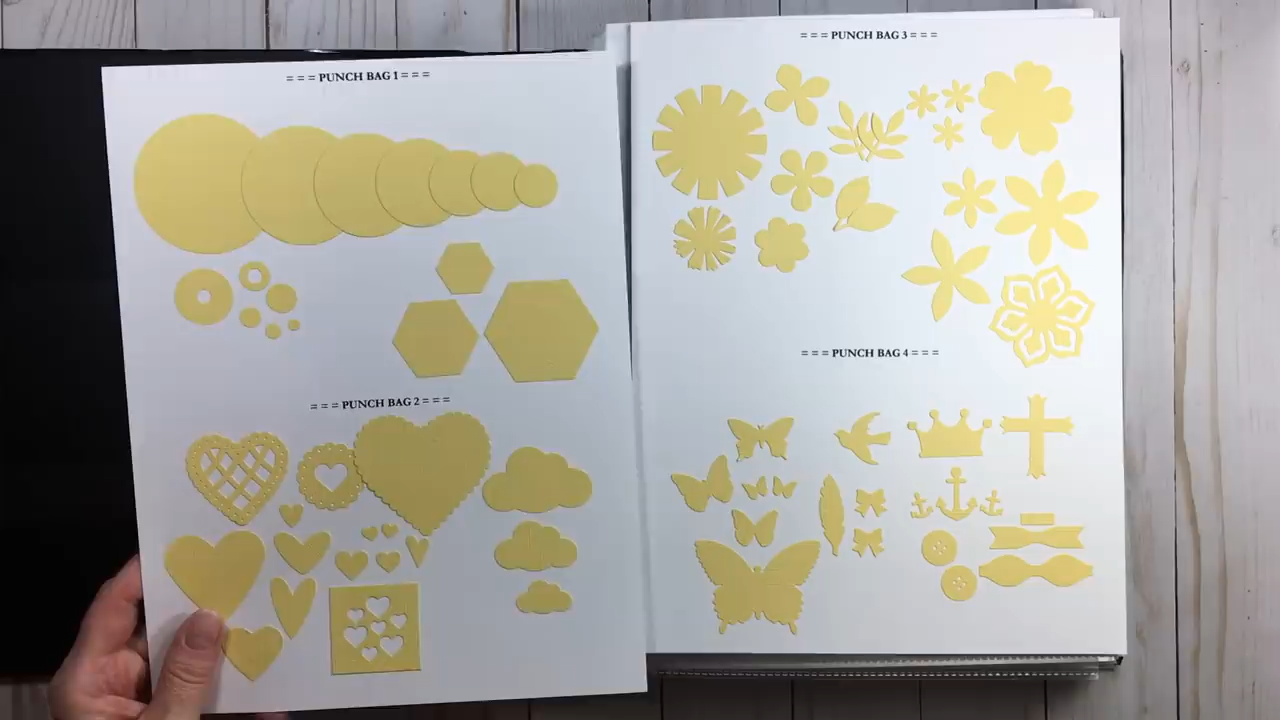 === PUNCH BAG 1 ===
=== PUNCH BAG 2 ===
=== PUNCH BAG 3 ===
=== PUNCH BAG 4 ===